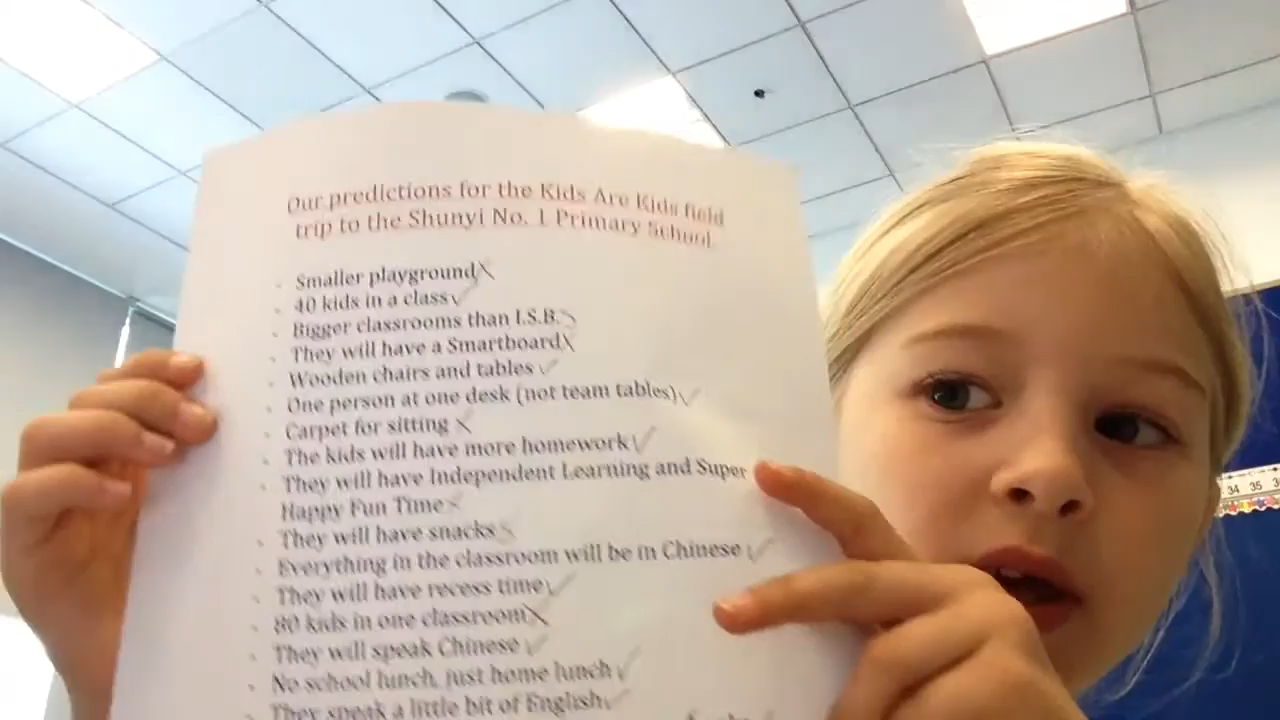 Our predictions for the Kids Are Kids field
trip to the Shunyi No. 1 Primary School.
- Smaller playground X
- 40 kids in a class ✓
- Bigger classrooms than I.S.B.
- They will have a Smartboard X
- Wooden chairs and tables ✓
- One person at one desk (not team tables) ✓
- Carpet for sitting X
- The kids will have more homework ✓
- They will have Independent Learning and Super
Happy Fun Time
- They will have snacks
- Everything in the classroom will be in Chinese ✓
- They will have recess time ✓
- 80 kids in one classroom X
- They will speak Chinese ✓
- No school lunch, just home lunch ✓
- They speak a little bit of English ✓
34 35